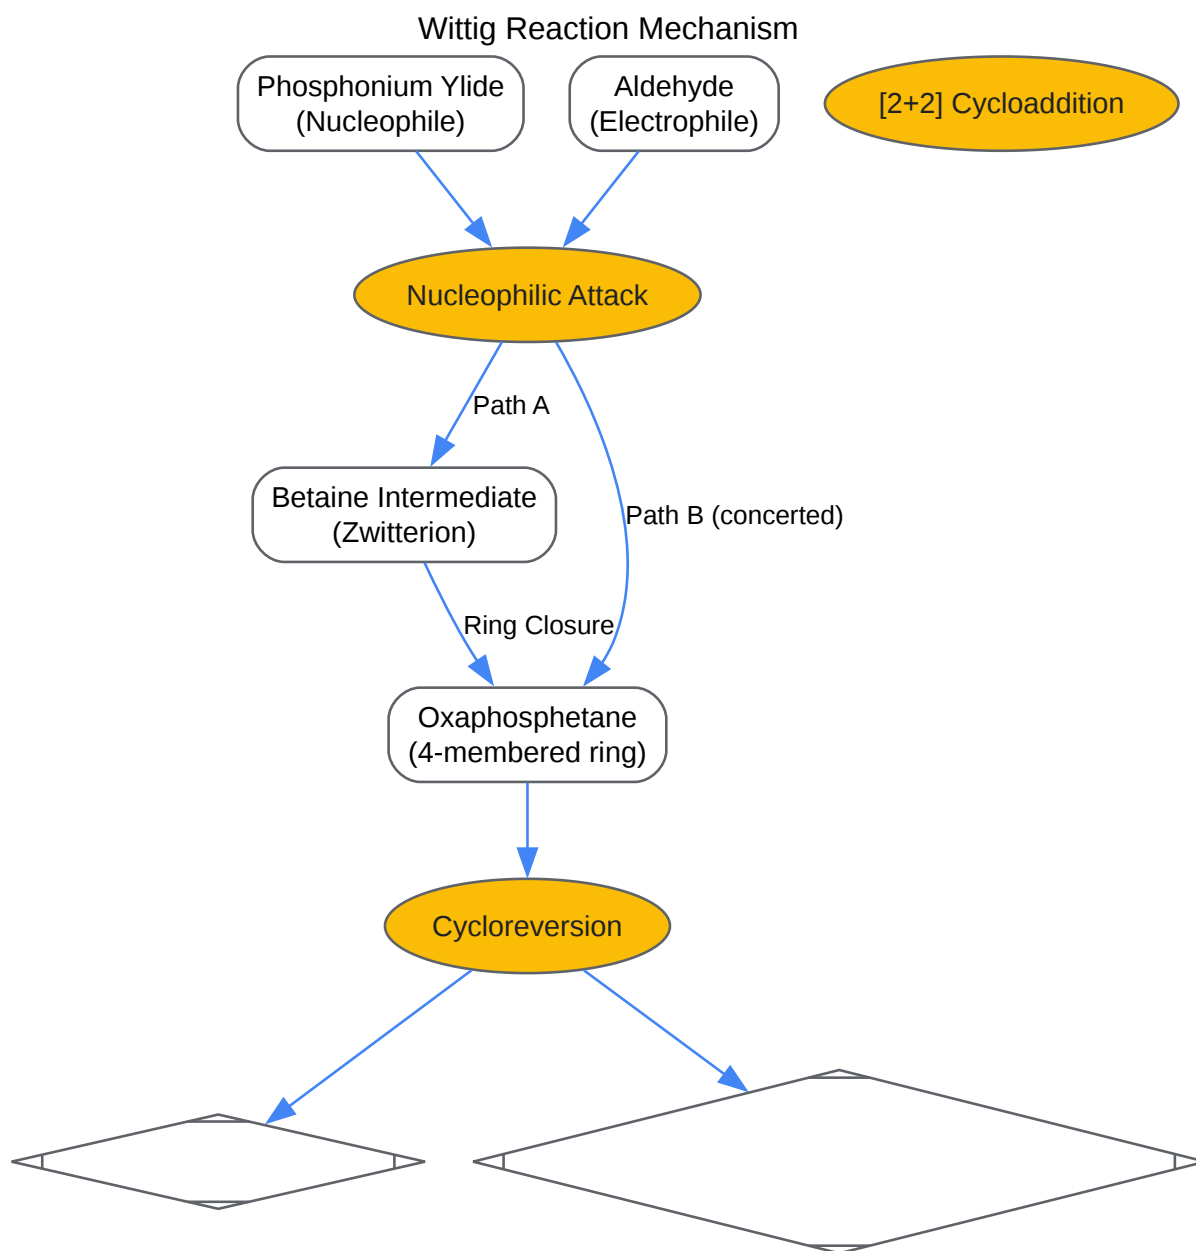 Wittig Reaction Mechanism
Phosphonium Ylide
(Nucleophile)
Aldehyde
(Electrophile)
[2+2] Cycloaddition
Nucleophilic Attack
Path A
Betaine Intermediate
(Zwitterion)
Path B (concerted)
Ring Closure
Oxaphosphetane
(4-membered ring)
Cycloreversion